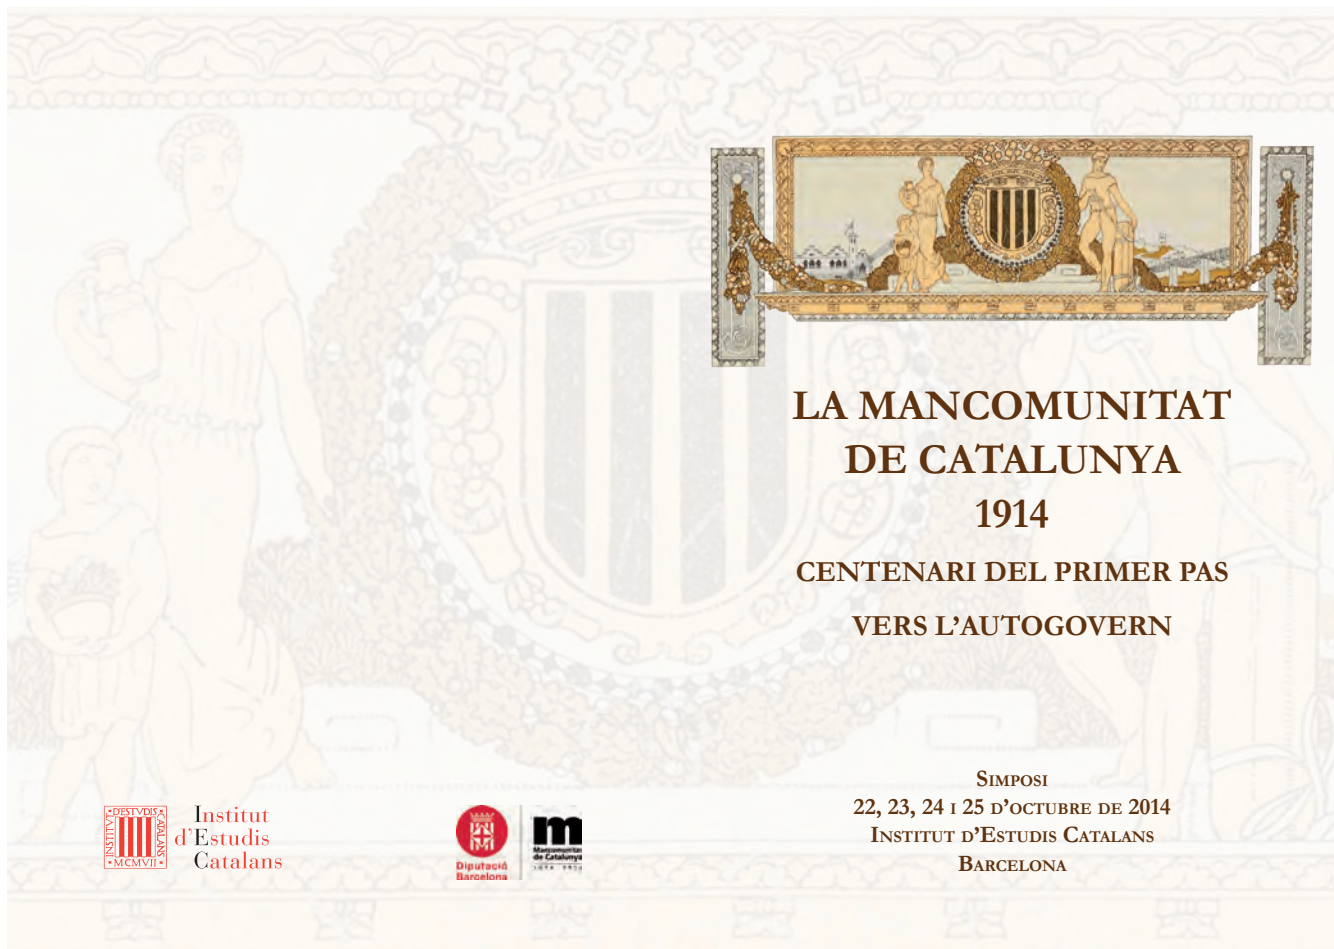 LA MANCOMUNITAT
DE CATALUNYA
1914
CENTENARI DEL PRIMER PAS
VERS L’AUTOGOVERN
SIMPOSI
22, 23, 24 I 25 D’OCTUBRE DE 2014
INSTITUT D’ESTUDIS CATALANS
BARCELONA
INSTITVT
D'ESTVDIS
CATALANS
MCMVII
Institut
d'Estudis
Catalans
Diputació
Barcelona
m
Mancomunitat
de Catalunya